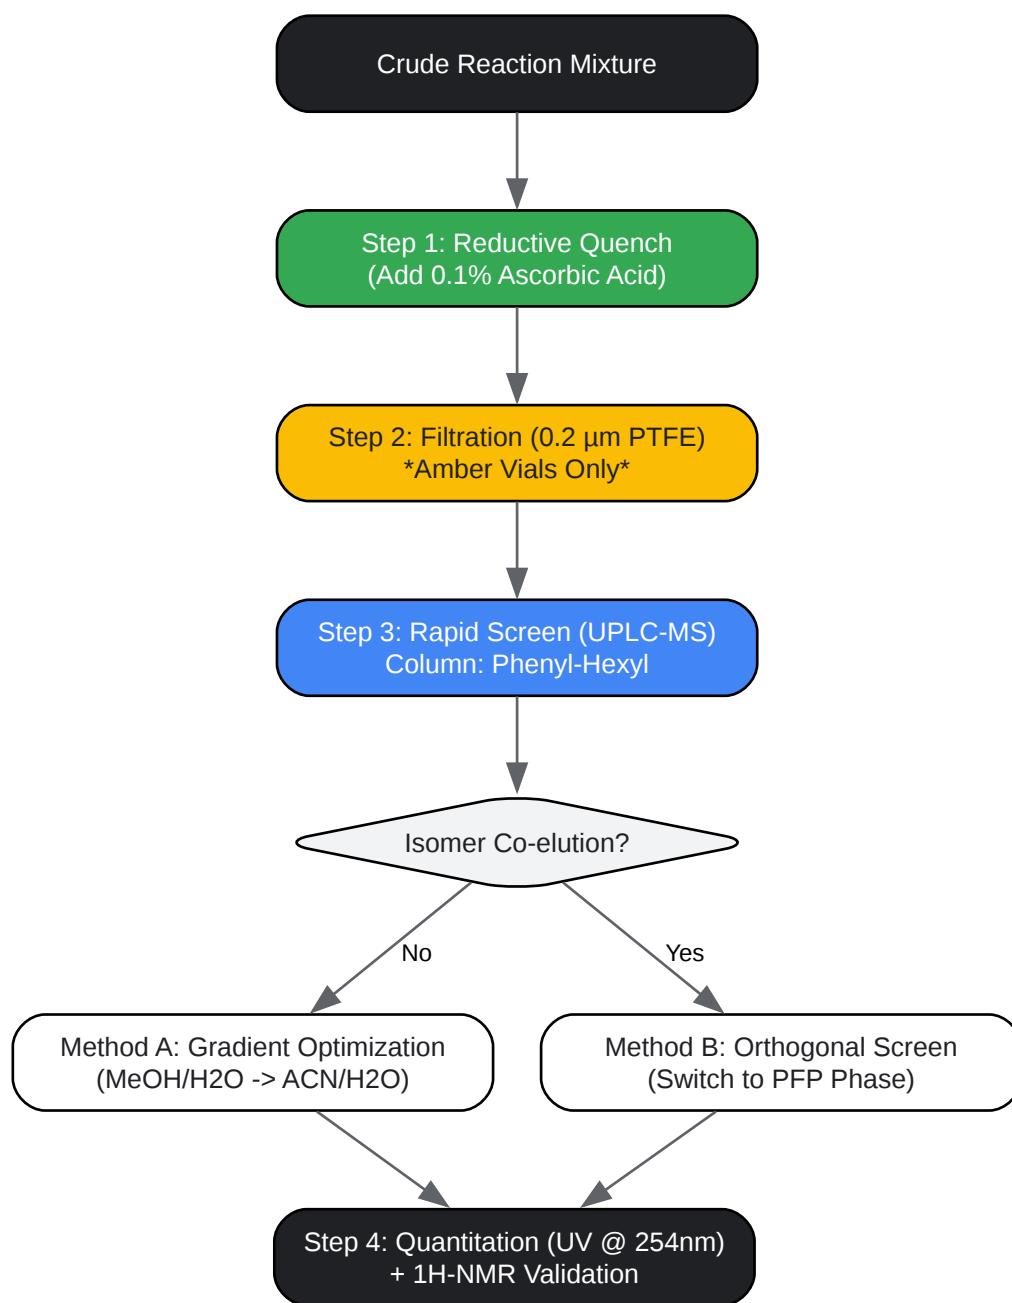 Crude Reaction Mixture
Step 1: Reductive Quench
(Add 0.1% Ascorbic Acid)
Step 2: Filtration (0.2 µm PTFE)
*Amber Vials Only*
Step 3: Rapid Screen (UPLC-MS)
Column: Phenyl-Hexyl
Isomer Co-elution?
No
Yes
Method A: Gradient Optimization
(MeOH/H2O -> ACN/H2O)
Method B: Orthogonal Screen
(Switch to PFP Phase)
Step 4: Quantitation (UV @ 254nm)
+ 1H-NMR Validation